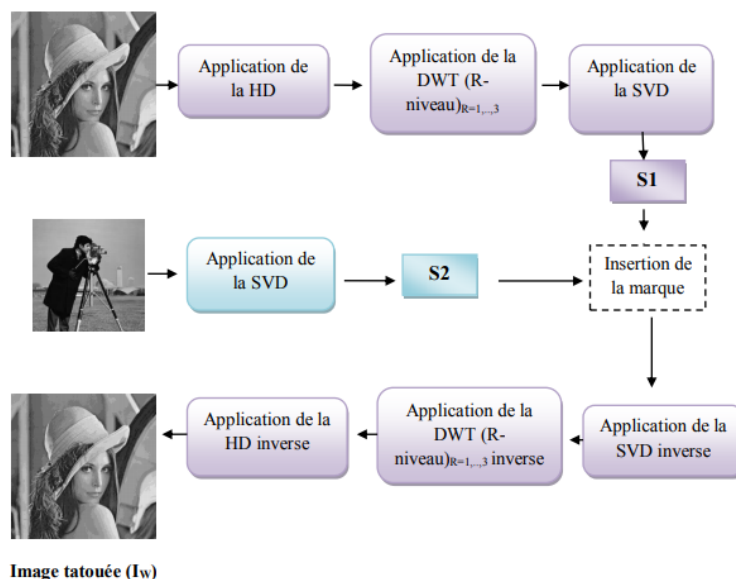 Application de
la HD
Application de la
DWT (R-
niveau)R=1,..,3
Application de
la SVD
S1
Application de
la SVD
S2
Insertion de
la marque
Application de la
HD inverse
Application de la
DWT (R-
niveau)R=1,..,3 inverse
Application de la
SVD inverse
Image tatouée (IW)